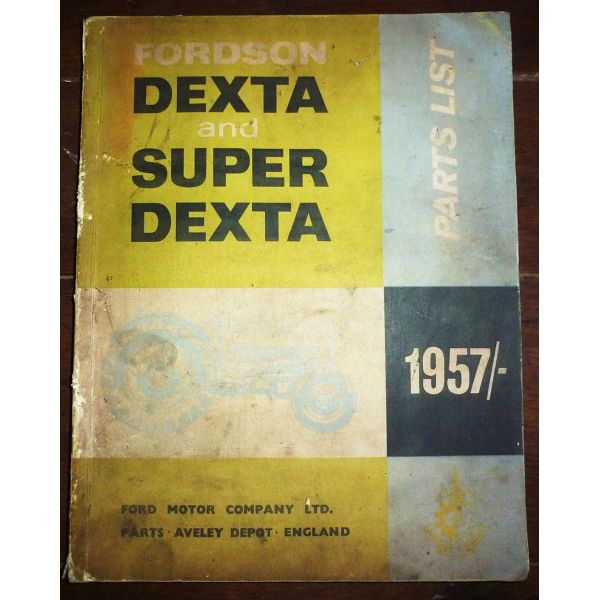 FORDSON
DEXTA
and
SUPER
DEXTA
PARTS LIST
1957/-
FORD MOTOR COMPANY LTD.
PARTS · AVELEY DEPOT · ENGLAND